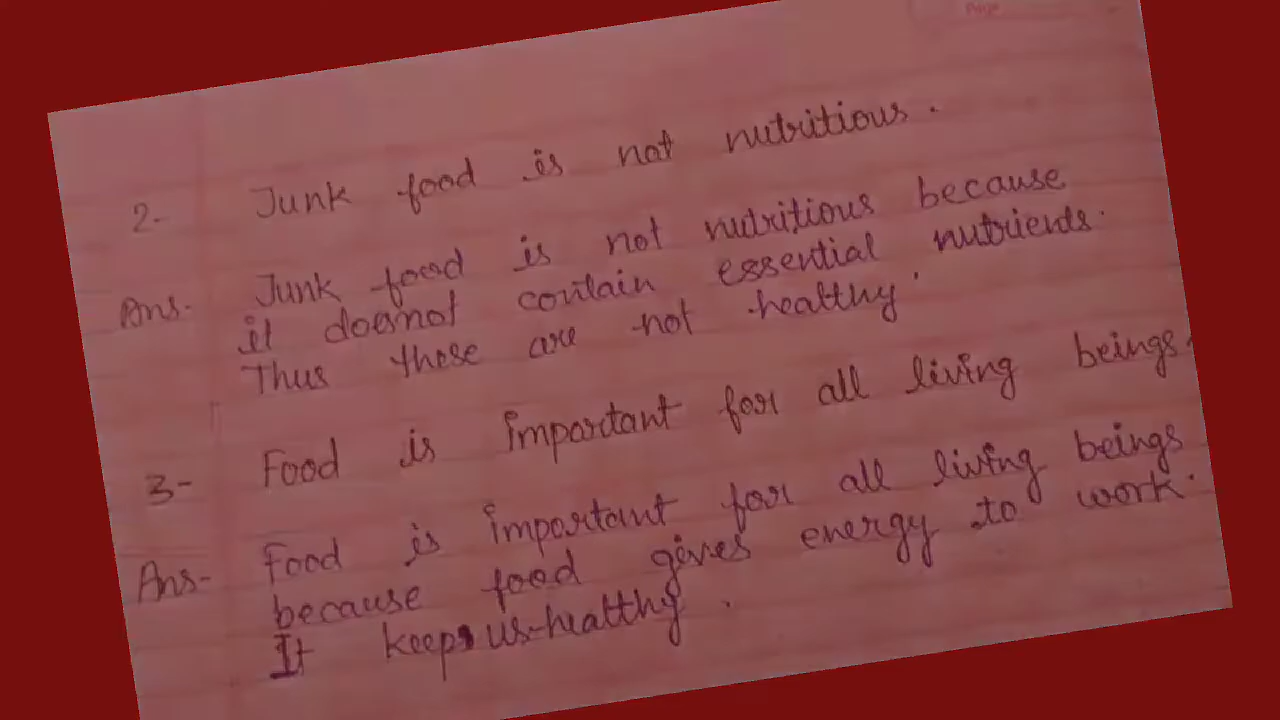 Page
2- Junk food is not nutritious.
Ans- Junk food is not nutritious because
it doesnot contain essential nutrients.
Thus these are not healthy.
3- Food is important for all living beings.
Ans- Food is important for all living beings
because food gives energy to work.
It keeps us healthy.